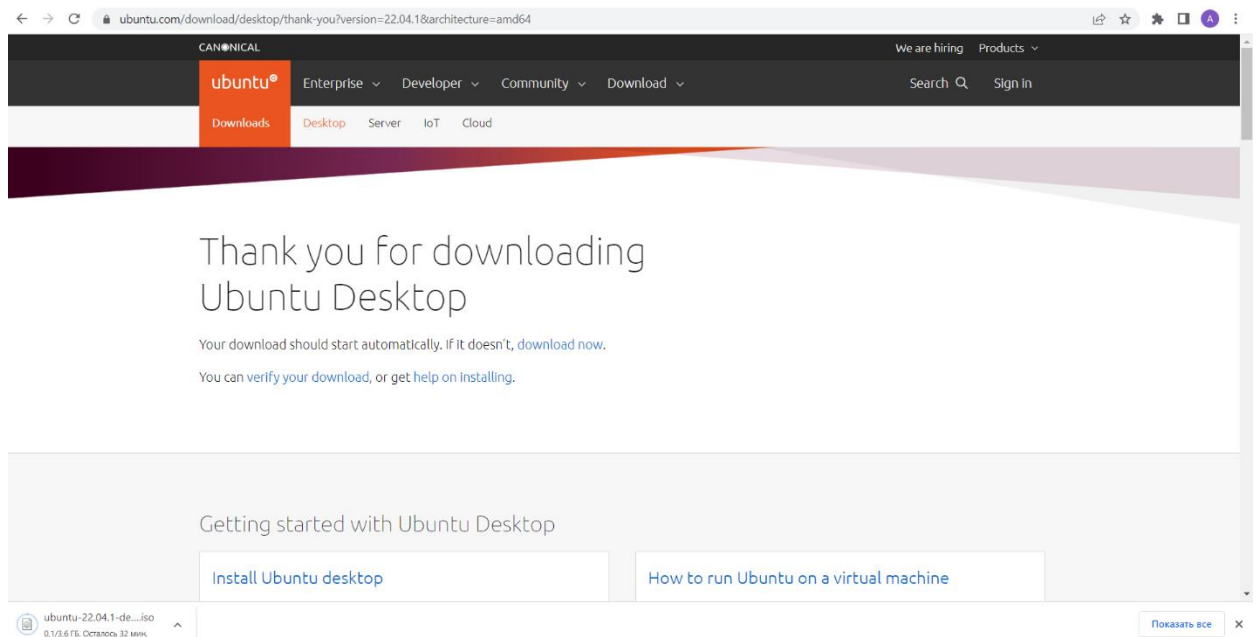 ubuntu.com/download/desktop/thank-you?version=22.04.1&architecture=amd64
A
CANONICAL
We are hiring Products
ubuntu® Enterprise Developer Community Download Search Sign in
Downloads Desktop Server IoT Cloud
Thank you for downloading
Ubuntu Desktop
Your download should start automatically. If it doesn't, download now.
You can verify your download, or get help on installing.
Getting started with Ubuntu Desktop
Install Ubuntu desktop
How to run Ubuntu on a virtual machine
ubuntu-22.04.1-de....iso
0,1/3,6 ГБ, Осталось 32 мин.
Показать все